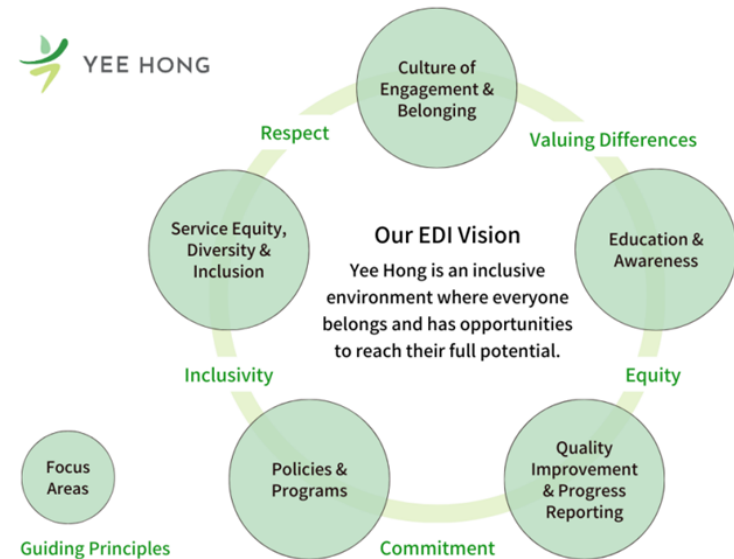 YEE HONG
Culture of
Engagement &
Belonging
Respect
Valuing Differences
Service Equity,
Diversity &
Inclusion
Our EDI Vision
Yee Hong is an inclusive
environment where everyone
belongs and has opportunities
to reach their full potential.
Education &
Awareness
Inclusivity
Equity
Focus
Areas
Policies &
Programs
Quality
Improvement
& Progress
Reporting
Guiding Principles
Commitment